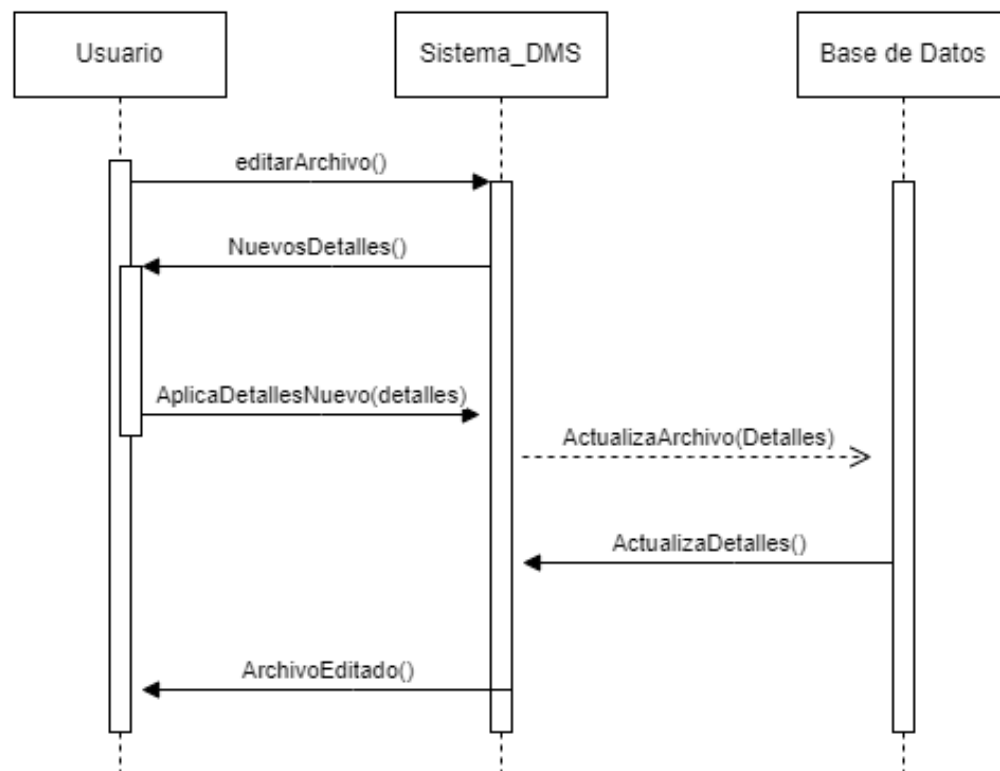 Usuario
Sistema_DMS
Base de Datos
editarArchivo()
NuevosDetalles()
AplicaDetallesNuevo(detalles)
ActualizaArchivo(Detalles)
ActualizaDetalles()
ArchivoEditado()